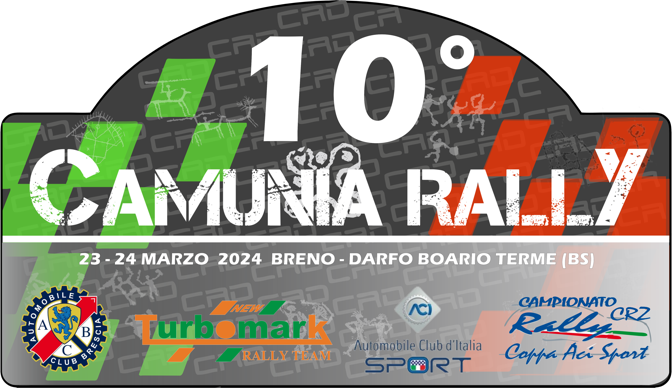 10°
CAMUNIA RALLY
23 - 24 MARZO 2024 BRENO - DARFO BOARIO TERME (BS)
AUTOMOBILE
CLUB BRESCIA
A B
C
NEW
Turbomark
RALLY TEAM
ACI
Automobile Club d'Italia
SPORT
CAMPIONATO
Rally CRZ
Coppa Aci Sport
CRD